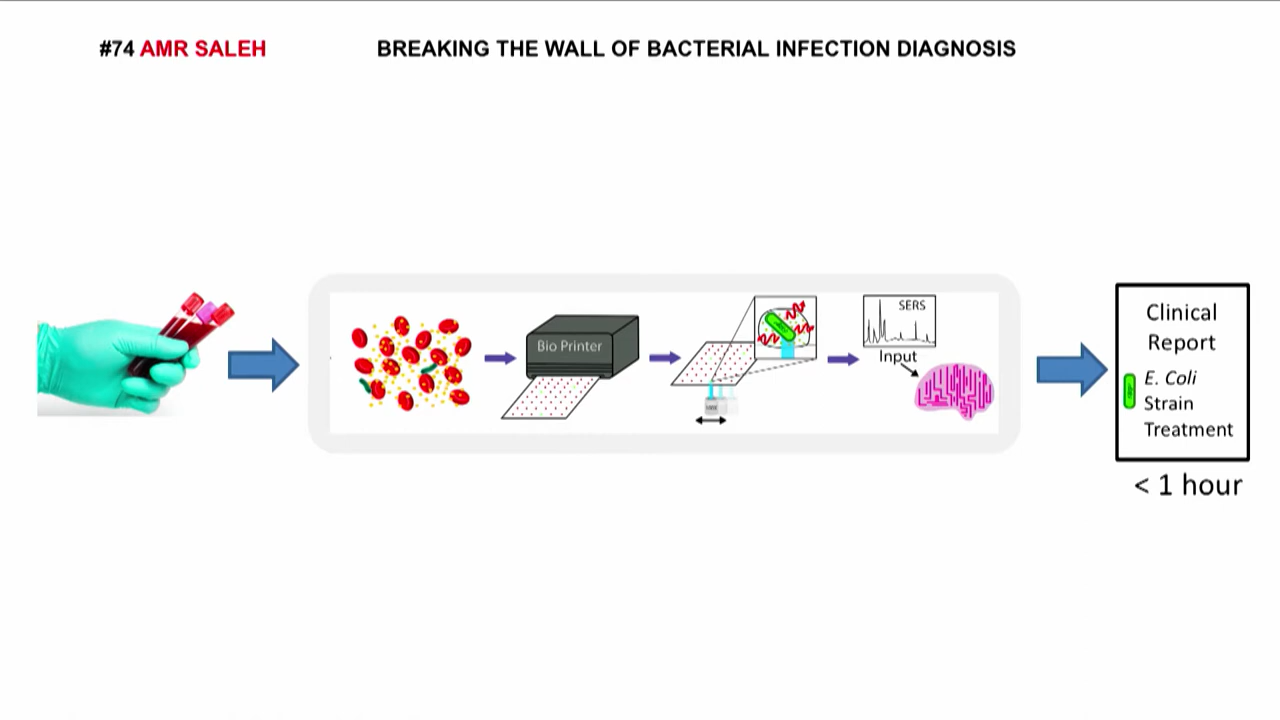 #74 AMR SALEH
BREAKING THE WALL OF BACTERIAL INFECTION DIAGNOSIS
Bio Printer
SERS
Input
Clinical
Report
E. Coli
Strain
Treatment
< 1 hour